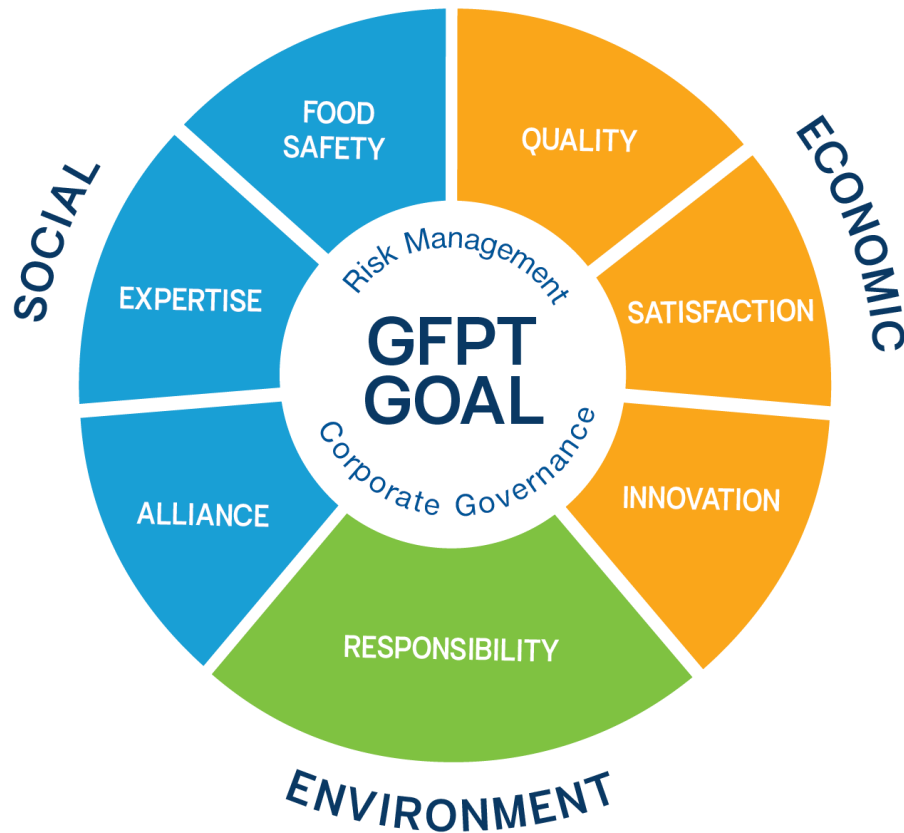 FOOD
SAFETY
QUALITY
SOCIAL
ECONOMIC
Risk Management
EXPERTISE
GFPT
GOAL
SATISFACTION
Corporate Governance
ALLIANCE
INNOVATION
RESPONSIBILITY
ENVIRONMENT